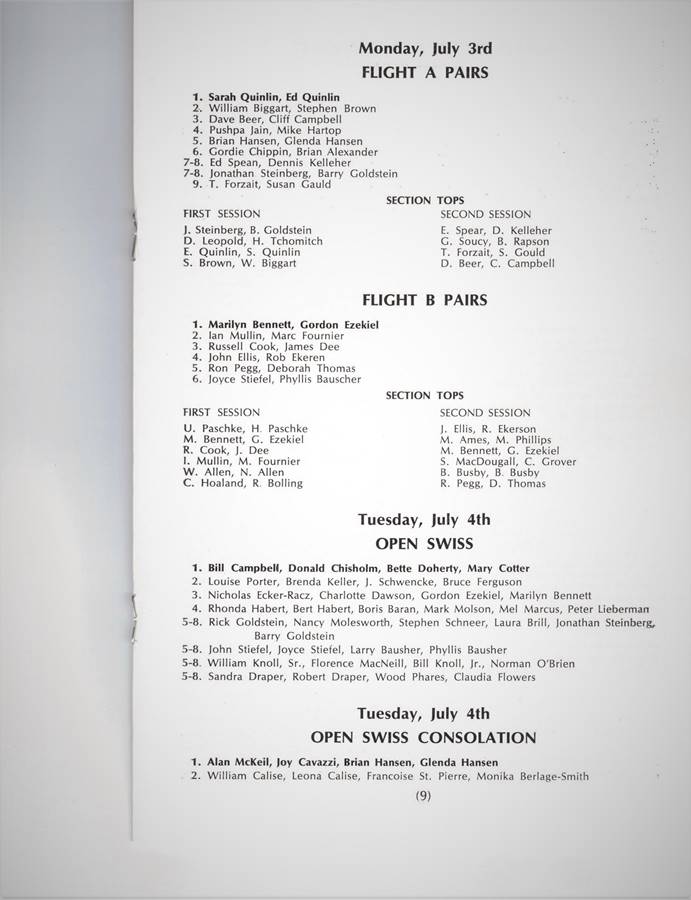 Monday, July 3rd
FLIGHT A PAIRS
1. Sarah Quinlin, Ed Quinlin
2. William Biggart, Stephen Brown
3. Dave Beer, Cliff Campbell
4. Pushpa Jain, Mike Hartop
5. Brian Hansen, Glenda Hansen
6. Gordie Chippin, Brian Alexander
7-8. Ed Spean, Dennis Kelleher
7-8. Jonathan Steinberg, Barry Goldstein
9. T. Forzait, Susan Gauld
SECTION TOPS
FIRST SESSION
J. Steinberg, B. Goldstein
D. Leopold, H. Tchomitch
E. Quinlin, S. Quinlin
S. Brown, W. Biggart
SECOND SESSION
E. Spear, D. Kelleher
G. Soucy, B. Rapson
T. Forzait, S. Gould
D. Beer, C. Campbell
FLIGHT B PAIRS
1. Marilyn Bennett, Gordon Ezekiel
2. Ian Mullin, Marc Fournier
3. Russell Cook, James Dee
4. John Ellis, Rob Ekeren
5. Ron Pegg, Deborah Thomas
6. Joyce Stiefel, Phyllis Bauscher
SECTION TOPS
FIRST SESSION
U. Paschke, H. Paschke
M. Bennett, G. Ezekiel
R. Cook, J. Dee
I. Mullin, M. Fournier
W. Allen, N. Allen
C. Hoaland, R. Bolling
SECOND SESSION
J. Ellis, R. Ekerson
M. Ames, M. Phillips
M. Bennett, G. Ezekiel
S. MacDougall, C. Grover
B. Busby, B. Busby
R. Pegg, D. Thomas
Tuesday, July 4th
OPEN SWISS
1. Bill Campbell, Donald Chisholm, Bette Doherty, Mary Cotter
2. Louise Porter, Brenda Keller, J. Schwencke, Bruce Ferguson
3. Nicholas Ecker-Racz, Charlotte Dawson, Gordon Ezekiel, Marilyn Bennett
4. Rhonda Habert, Bert Habert, Boris Baran, Mark Molson, Mel Marcus, Peter Lieberman
5-8. Rick Goldstein, Nancy Molesworth, Stephen Schneer, Laura Brill, Jonathan Steinberg,
Barry Goldstein
5-8. John Stiefel, Joyce Stiefel, Larry Bausher, Phyllis Bausher
5-8. William Knoll, Sr., Florence MacNeill, Bill Knoll, Jr., Norman O'Brien
5-8. Sandra Draper, Robert Draper, Wood Phares, Claudia Flowers
Tuesday, July 4th
OPEN SWISS CONSOLATION
1. Alan McKeil, Joy Cavazzi, Brian Hansen, Glenda Hansen
2. William Calise, Leona Calise, Francoise St. Pierre, Monika Berlage-Smith
(9)